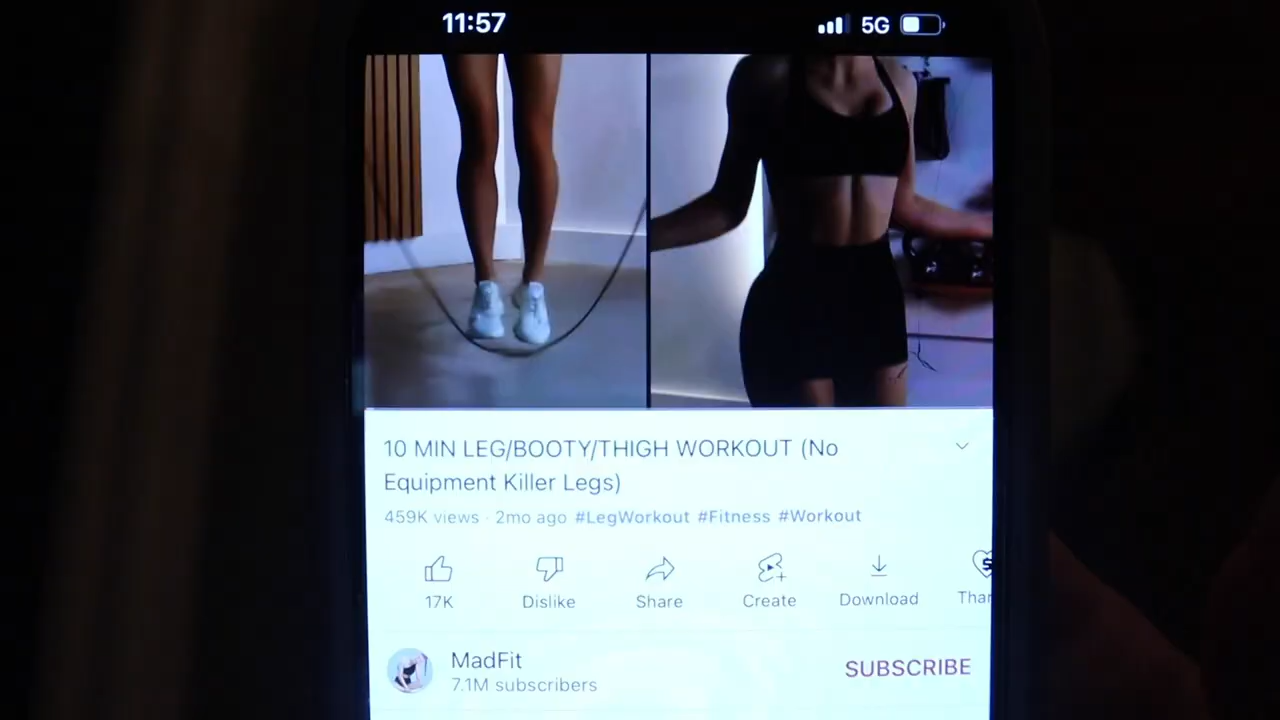 11:57 5G
10 MIN LEG/BOOTY/THIGH WORKOUT (No
Equipment Killer Legs)
459K views · 2mo ago #LegWorkout #Fitness #Workout
17K Dislike Share Create Download Than
MadFit SUBSCRIBE
7.1M subscribers